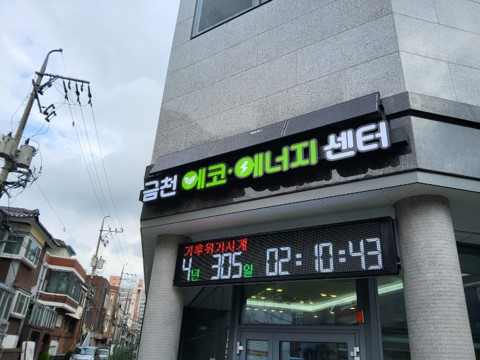 금천 에코·에너지 센터
기후위기시계
4년 305일 02:10:43